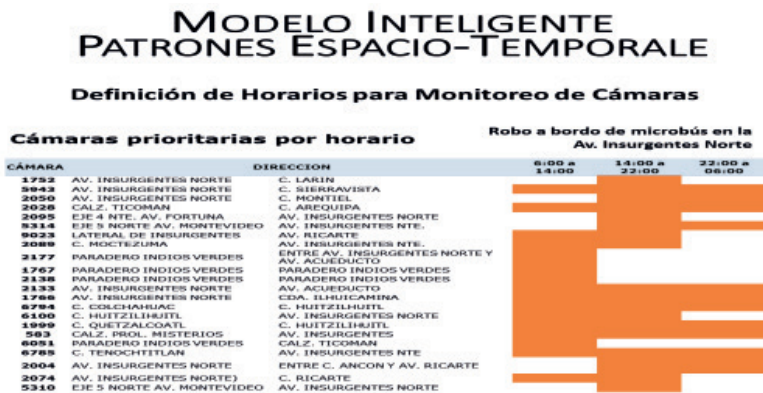 MODELO INTELIGENTE
PATRONES ESPACIO-TEMPORALE
Definición de Horarios para Monitoreo de Cámaras
Cámaras prioritarias por horario
Robo a bordo de microbús en la
Av. Insurgentes Norte
CÁMARA DIRECCION 6:00 a 14:00 14:00 a 22:00 22:00 a 06:00
1752 AV. INSURGENTES NORTE C. LARIN
5943 AV. INSURGENTES NORTE C. SIERRAVISTA
2050 AV. INSURGENTES NORTE C. MONTIEL
2028 CALZ. TICOMAN C. AREQUIPA
2095 EJE 4 NTE. AV. FORTUNA AV. INSURGENTES NORTE
5314 EJE 5 NORTE AV. MONTEVIDEO AV. INSURGENTES NTE.
9023 LATERAL DE INSURGENTES AV. RICARTE
2089 C. MOCTEZUMA AV. INSURGENTES NTE.
2177 PARADERO INDIOS VERDES ENTRE AV. INSURGENTES NORTE Y AV. ACUEDUCTO
1767 PARADERO INDIOS VERDES PARADERO INDIOS VERDES
2138 PARADERO INDIOS VERDES PARADERO INDIOS VERDES
2133 AV. INSURGENTES NORTE AV. ACUEDUCTO
1766 AV. INSURGENTES NORTE CDA. ILHUICAMINA
6794 C. COLCHAHUAC C. HUITZILHUITL
6100 C. HUITZILIHUITL AV. INSURGENTES NORTE
1999 C. QUETZALCOATL C. HUITZILIHUITL
583 CALZ. PROL. MISTERIOS AV. INSURGENTES
6051 PARADERO INDIOS VERDES CALZ. TICOMAN
6785 C. TENOCHTITLAN AV. INSURGENTES NTE
2004 AV. INSURGENTES NORTE ENTRE C. ANCON Y AV. RICARTE
2074 AV. INSURGENTES NORTE) C. RICARTE
5310 EJE 5 NORTE AV. MONTEVIDEO AV. INSURGENTES NORTE